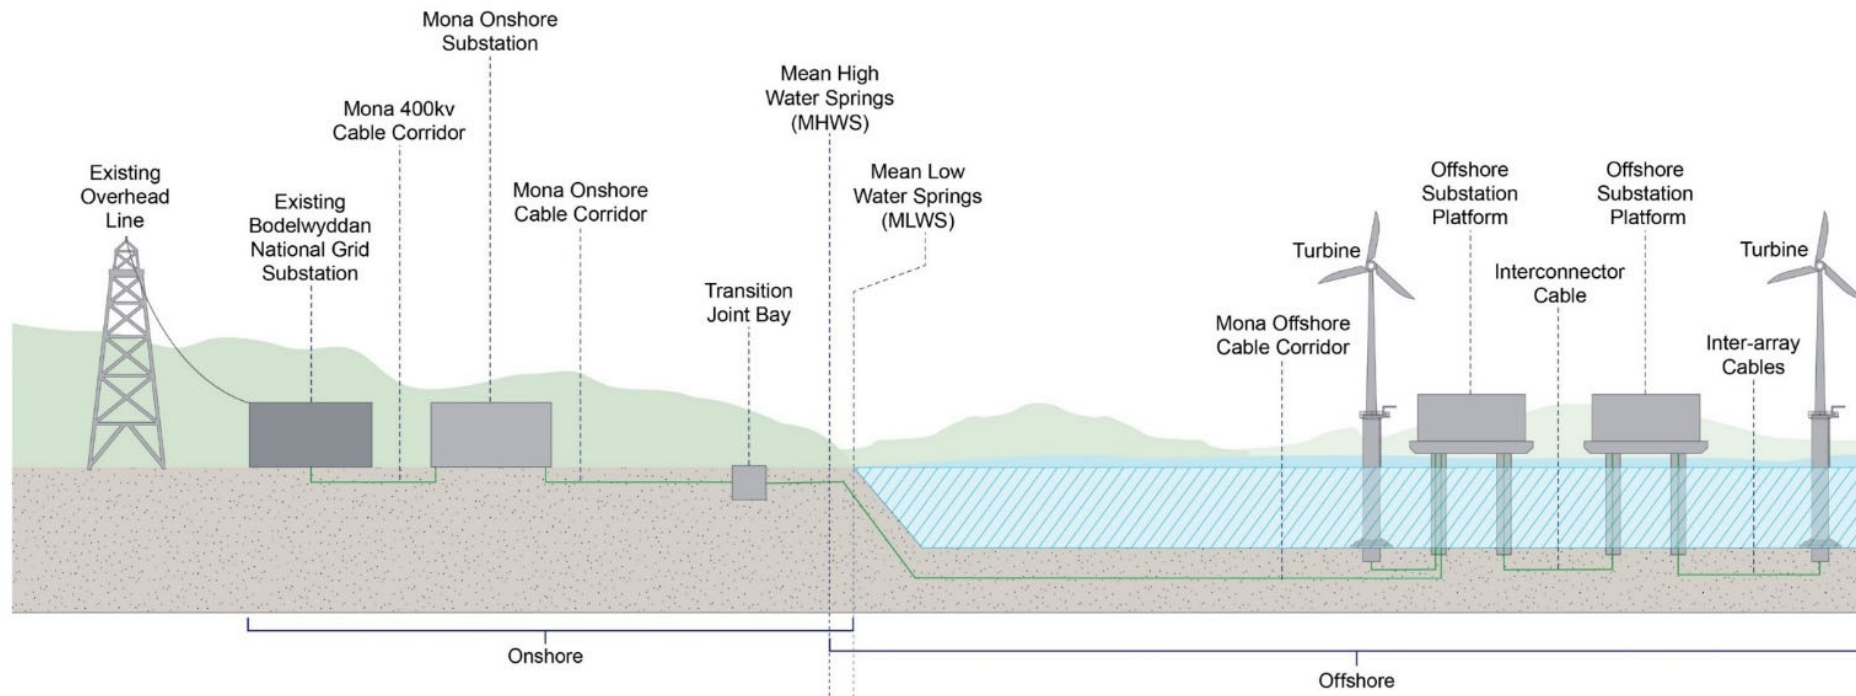 Mona Onshore
Substation
Mean High
Water Springs
(MHWS)
Mona 400kv
Cable Corridor
Existing
Overhead
Line
Existing
Bodelwyddan
National Grid
Substation
Mona Onshore
Cable Corridor
Mean Low
Water Springs
(MLWS)
Transition
Joint Bay
Offshore
Substation
Platform
Offshore
Substation
Platform
Turbine
Interconnector
Cable
Turbine
Mona Offshore
Cable Corridor
Inter-array
Cables
Onshore
Offshore